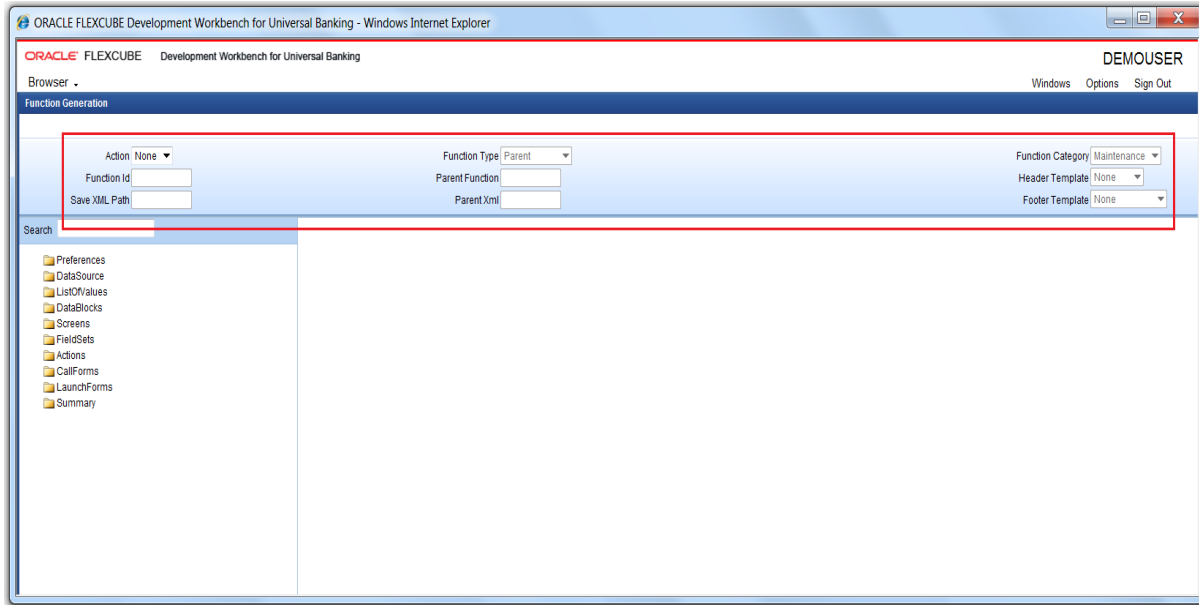 ORACLE FLEXCUBE Development Workbench for Universal Banking - Windows Internet Explorer
ORACLE FLEXCUBE Development Workbench for Universal Banking DEMOUSER
Browser Windows Options Sign Out
Function Generation
Action None Function Type Parent Function Category Maintenance
Function Id Parent Function Header Template None
Save XML Path Parent Xml Footer Template None
Search
Preferences
DataSource
ListOfValues
DataBlocks
Screens
FieldSets
Actions
CallForms
LaunchForms
Summary